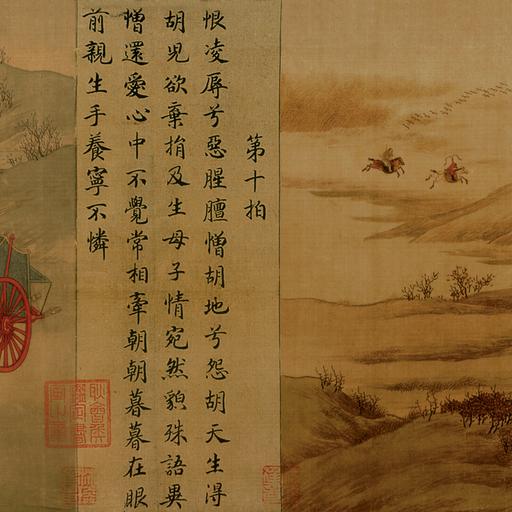 第十拍
恨凌辱兮惡腥膻憎胡地兮怨胡天生得
胡児欲棄捐及生母子情宛然貌殊語異
憎還愛心中不覺常相牽朝朝暮暮在眼
前親生手養寧不憐